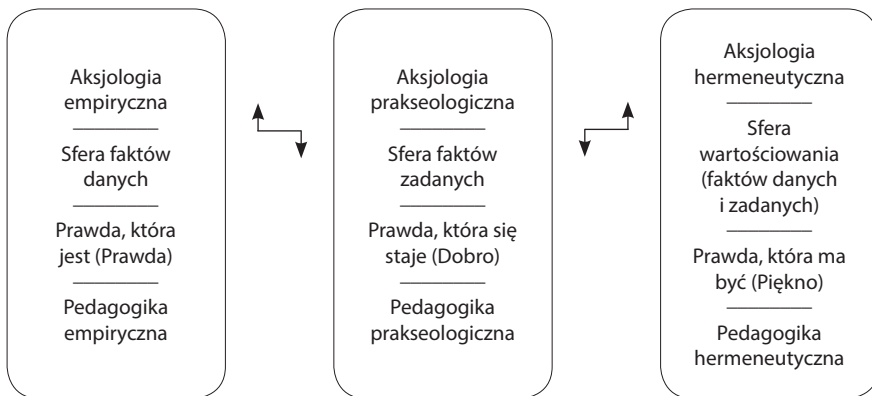 Aksjologia
empiryczna
Sfera faktów
danych
Prawda, która
jest (Prawda)
Pedagogika
empiryczna
Aksjologia
prakseologiczna
Sfera faktów
zadanych
Prawda, która się
staje (Dobro)
Pedagogika
prakseologiczna
Aksjologia
hermeneutyczna
Sfera
wartościowania
(faktów danych
i zadanych)
Prawda, która ma
być (Piękno)
Pedagogika
hermeneutyczna